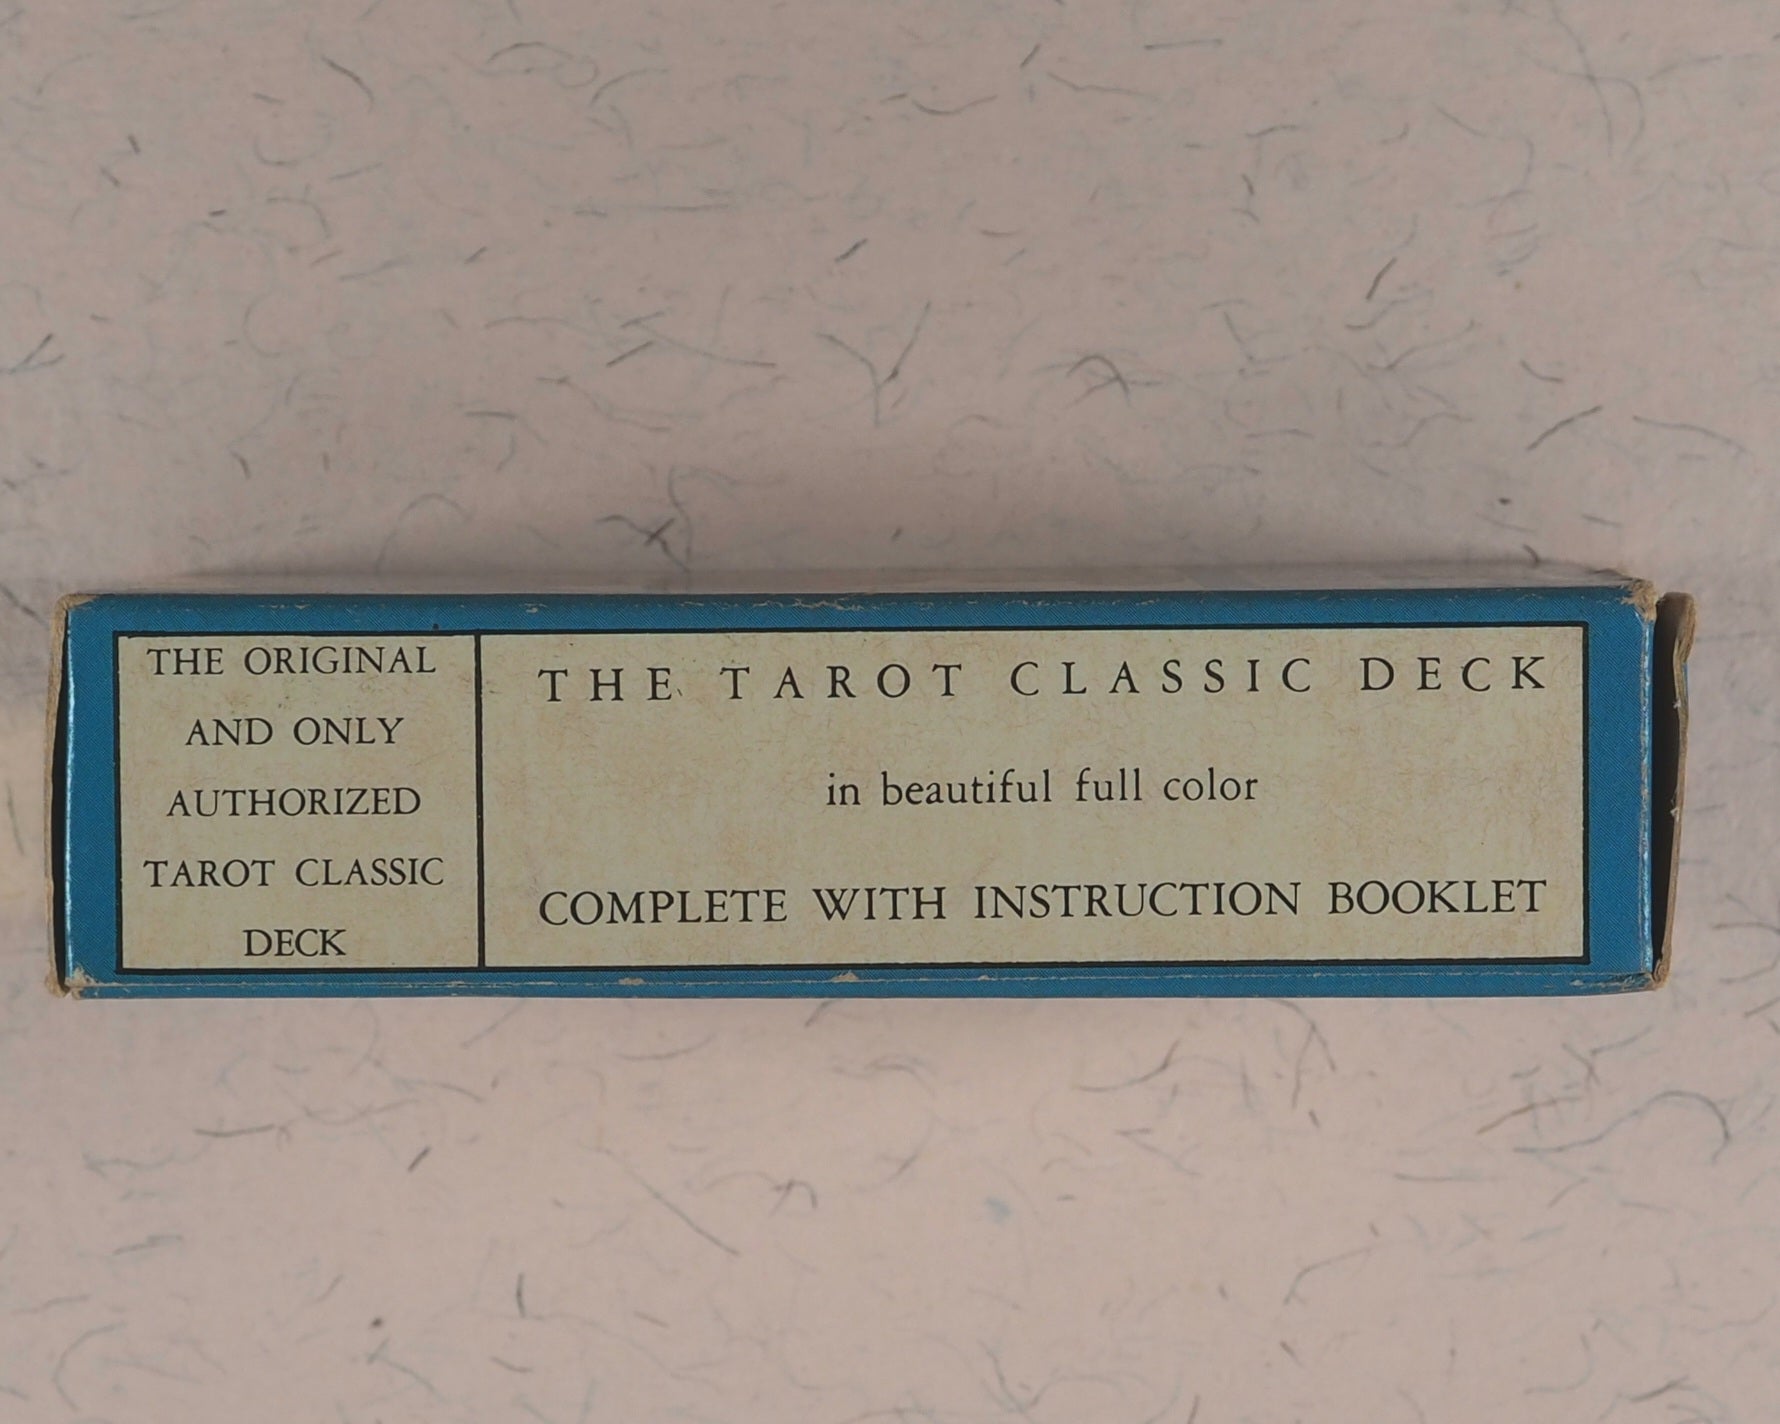 THE ORIGINAL
AND ONLY
AUTHORIZED
TAROT CLASSIC
DECK
THE TAROT CLASSIC DECK
in beautiful full color
COMPLETE WITH INSTRUCTION BOOKLET